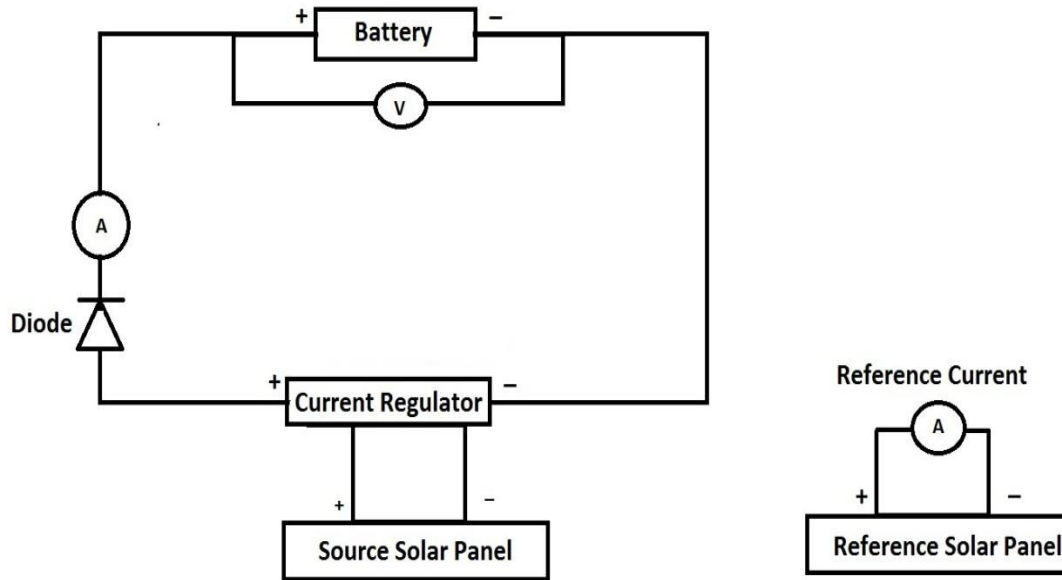 + Battery −
V
A
Diode
+ Current Regulator −
+ −
Source Solar Panel
Reference Current
A
+ −
Reference Solar Panel